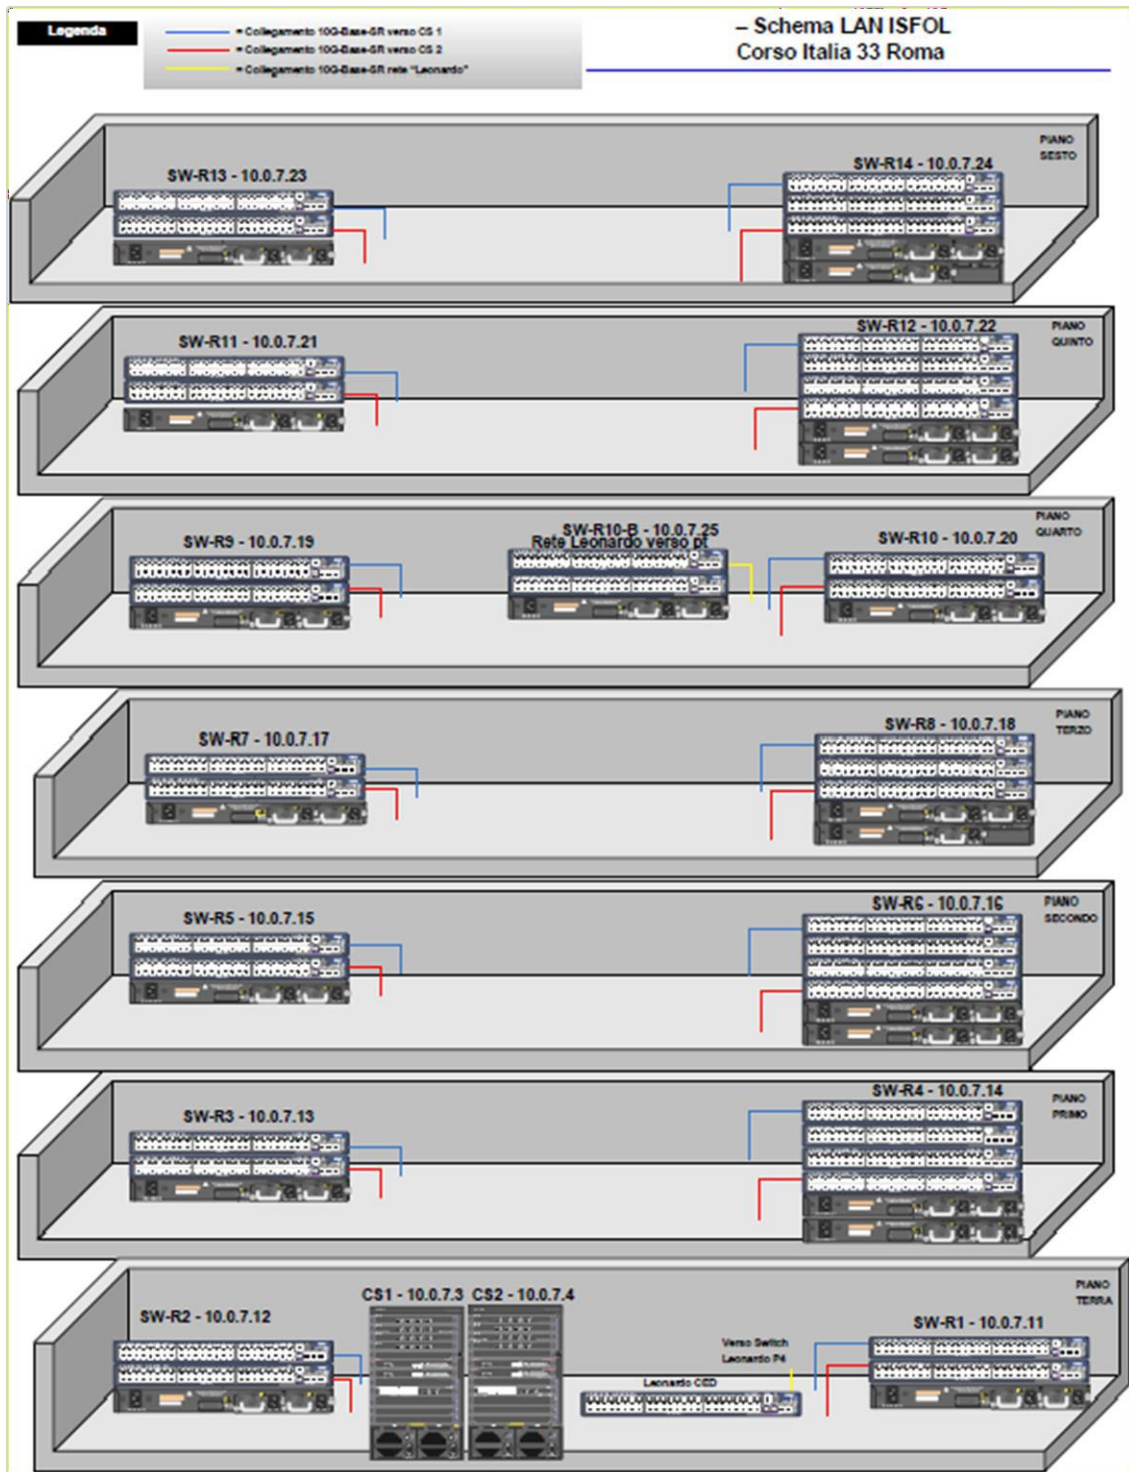 Legenda
= Collegamento 10G-Base-SR verso CS 1
= Collegamento 10G-Base-SR verso CS 2
= Collegamento 10G-Base-SR rete "Leonardo"
– Schema LAN ISFOL
Corso Italia 33 Roma
PIANO
SESTO
SW-R13 - 10.0.7.23
SW-R14 - 10.0.7.24
PIANO
QUINTO
SW-R11 - 10.0.7.21
SW-R12 - 10.0.7.22
PIANO
QUARTO
SW-R9 - 10.0.7.19
SW-R10-B - 10.0.7.25
Rete Leonardo verso pt
SW-R10 - 10.0.7.20
PIANO
TERZO
SW-R7 - 10.0.7.17
SW-R8 - 10.0.7.18
PIANO
SECONDO
SW-R5 - 10.0.7.15
SW-R6 - 10.0.7.16
PIANO
PRIMO
SW-R3 - 10.0.7.13
SW-R4 - 10.0.7.14
PIANO
TERRA
SW-R2 - 10.0.7.12
CS1 - 10.0.7.3
CS2 - 10.0.7.4
Verso Switch
Leonardo P4
Leonardo CED
SW-R1 - 10.0.7.11